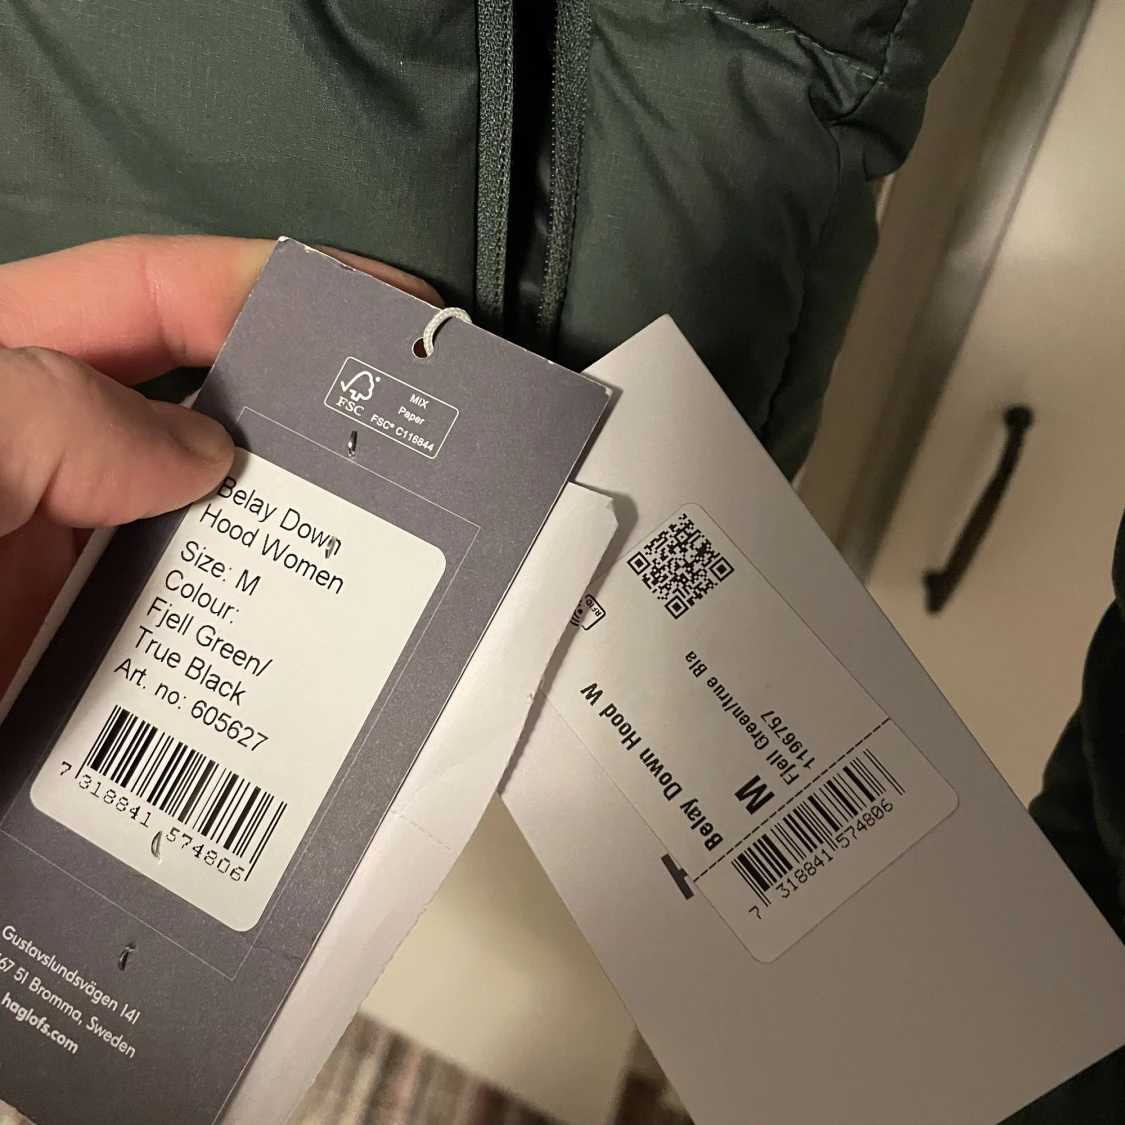 MIX
Paper
FSC
FSC® C116844
Belay Down
Hood Women
Size: M
Colour:
Fjell Green/
True Black
Art. no: 605627
7 318841 574806
Gustavslundsvägen 141
167 51 Bromma, Sweden
haglofs.com
RFID
Belay Down Hood W
M
Fjell Green/true Bla
1196757
7 318841 574806